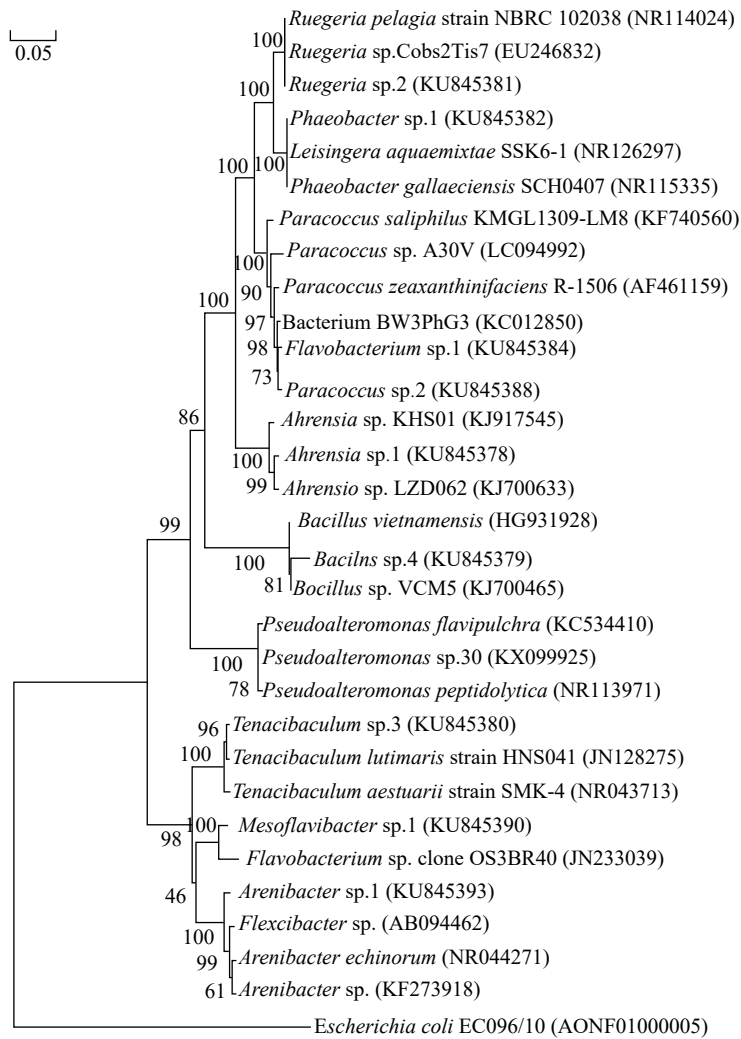 Ruegeria pelagia strain NBRC 102038 (NR114024)
0.05
100
Ruegeria sp.Cobs2Tis7 (EU246832)
Ruegeria sp.2 (KU845381)
100
Phaeobacter sp.1 (KU845382)
Leisingera aquaemixtae SSK6-1 (NR126297)
100
100
Phaeobacter gallaeciensis SCH0407 (NR115335)
Paracoccus saliphilus KMGL1309-LM8 (KF740560)
Paracoccus sp. A30V (LC094992)
100
Paracoccus zeaxanthinifaciens R-1506 (AF461159)
90
100
Bacterium BW3PhG3 (KC012850)
97
Flavobacterium sp.1 (KU845384)
98
73
Paracoccus sp.2 (KU845388)
86
Ahrensia sp. KHS01 (KJ917545)
Ahrensia sp.1 (KU845378)
100
Ahrensio sp. LZD062 (KJ700633)
99
Bacillus vietnamensis (HG931928)
99
Bacilns sp.4 (KU845379)
100
Bocillus sp. VCM5 (KJ700465)
81
Pseudoalteromonas flavipulchra (KC534410)
Pseudoalteromonas sp.30 (KX099925)
100
Pseudoalteromonas peptidolytica (NR113971)
78
Tenacibaculum sp.3 (KU845380)
96
Tenacibaculum lutimaris strain HNS041 (JN128275)
100
Tenacibaculum aestuarii strain SMK-4 (NR043713)
Mesoflavibacter sp.1 (KU845390)
100
98
Flavobacterium sp. clone OS3BR40 (JN233039)
Arenibacter sp.1 (KU845393)
46
Flexcibacter sp. (AB094462)
100
Arenibacter echinorum (NR044271)
99
Arenibacter sp. (KF273918)
61
Escherichia coli EC096/10 (AONF01000005)